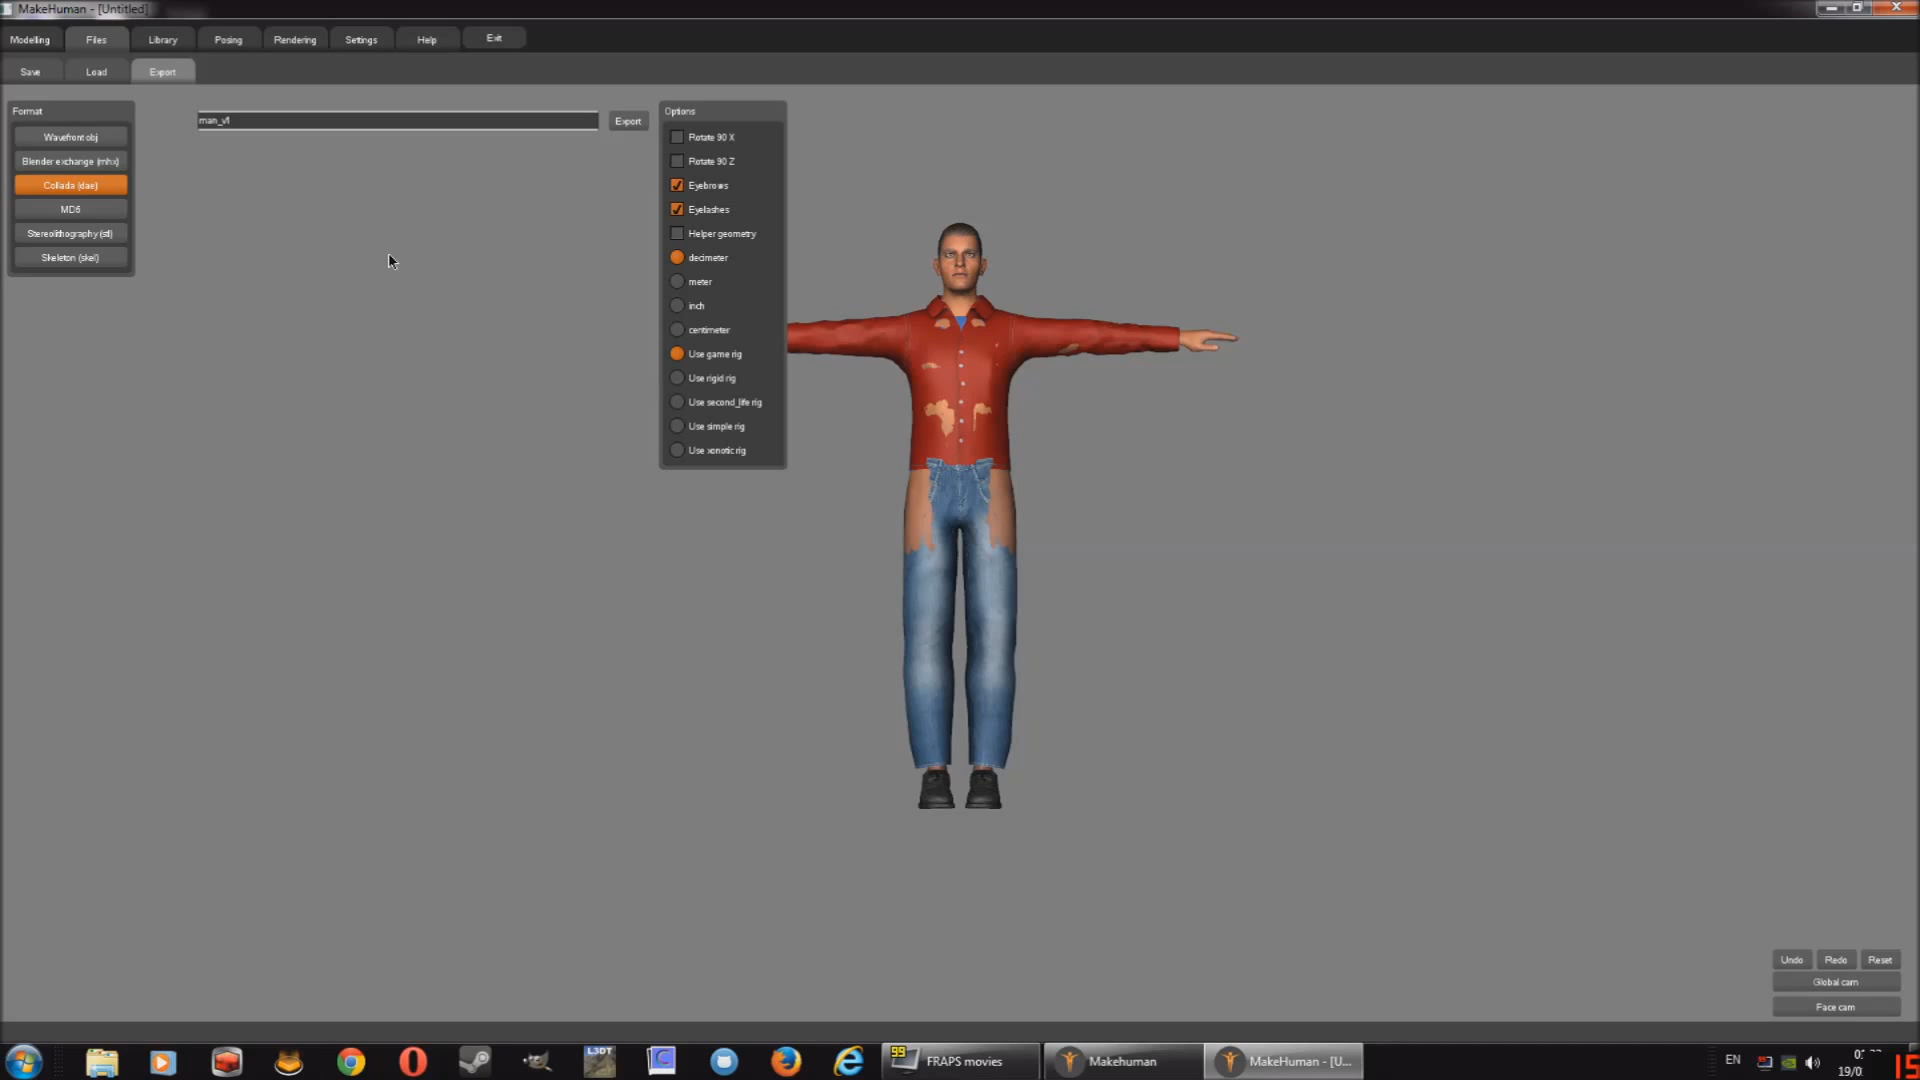 MakeHuman - [Untitled]
Modelling Files Library Posing Rendering Settings Help Exit
Save Load Export
Format
Wavefront obj
Blender exchange (mhx)
Collada (dae)
MD5
Stereolithography (stl)
Skeleton (skel)
man_v1
Export
Options
Rotate 90 X
Rotate 90 Z
Eyebrows
Eyelashes
Helper geometry
decimeter
meter
inch
centimeter
Use game rig
Use rigid rig
Use second_life rig
Use simple rig
Use xonotic rig
Undo Redo Reset
Global cam
Face cam
L3DT
99
FRAPS movies
Makehuman
MakeHuman - [U...
EN
19/0
15